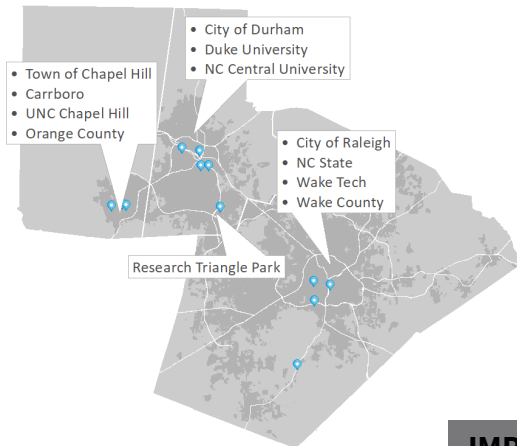 • City of Durham
• Duke University
• NC Central University
• Town of Chapel Hill
• Carrboro
• UNC Chapel Hill
• Orange County
• City of Raleigh
• NC State
• Wake Tech
• Wake County
Research Triangle Park